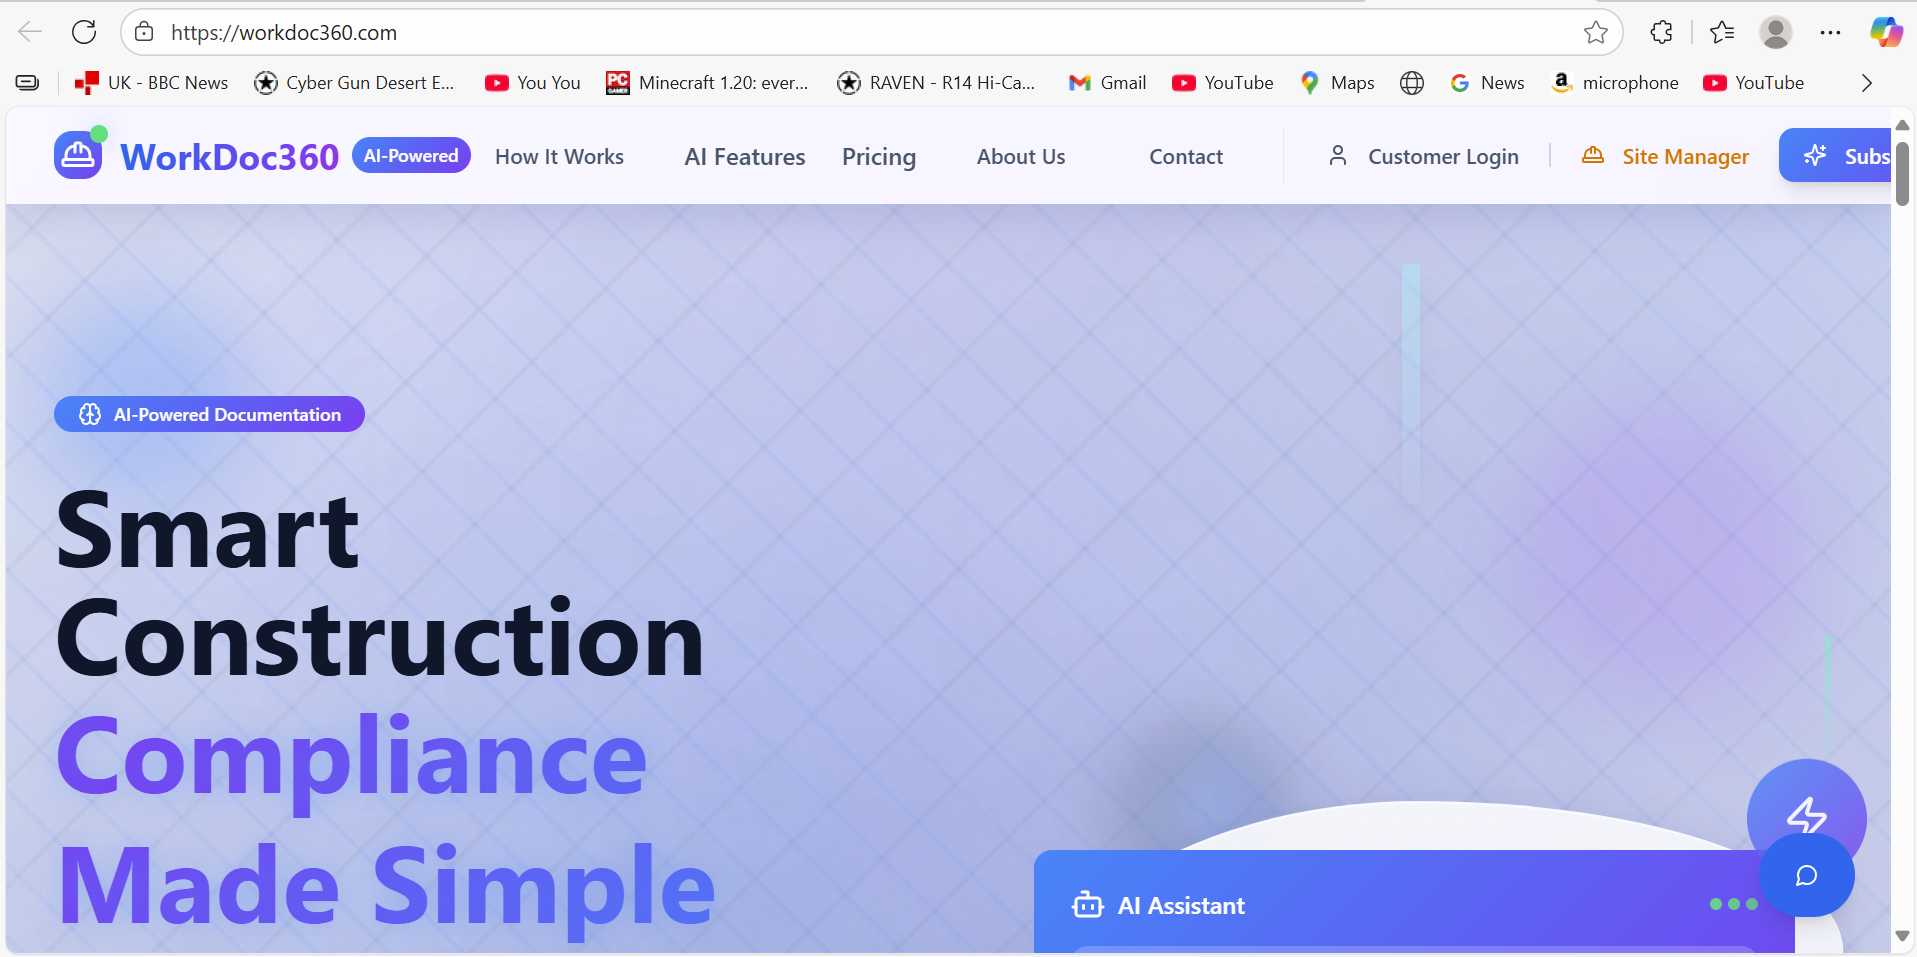 https://workdoc360.com
UK - BBC News
Cyber Gun Desert E...
You You
Minecraft 1.20: ever...
RAVEN - R14 Hi-Ca...
Gmail
YouTube
Maps
News
microphone
YouTube
WorkDoc360
AI-Powered
How It Works
AI Features
Pricing
About Us
Contact
Customer Login
Site Manager
Subs
AI-Powered Documentation
Smart
Construction
Compliance
Made Simple
AI Assistant